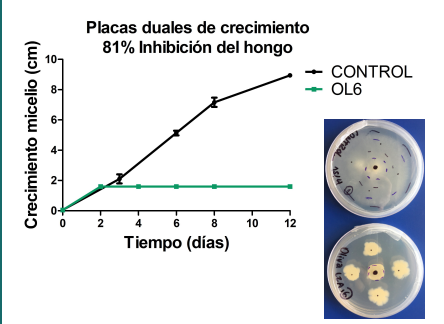 Placas duales de crecimiento
81% Inhibición del hongo
Crecimiento micelio (cm)
10
8
6
4
2
0
0 2 4 6 8 10 12
Tiempo (días)
CONTROL
OL6